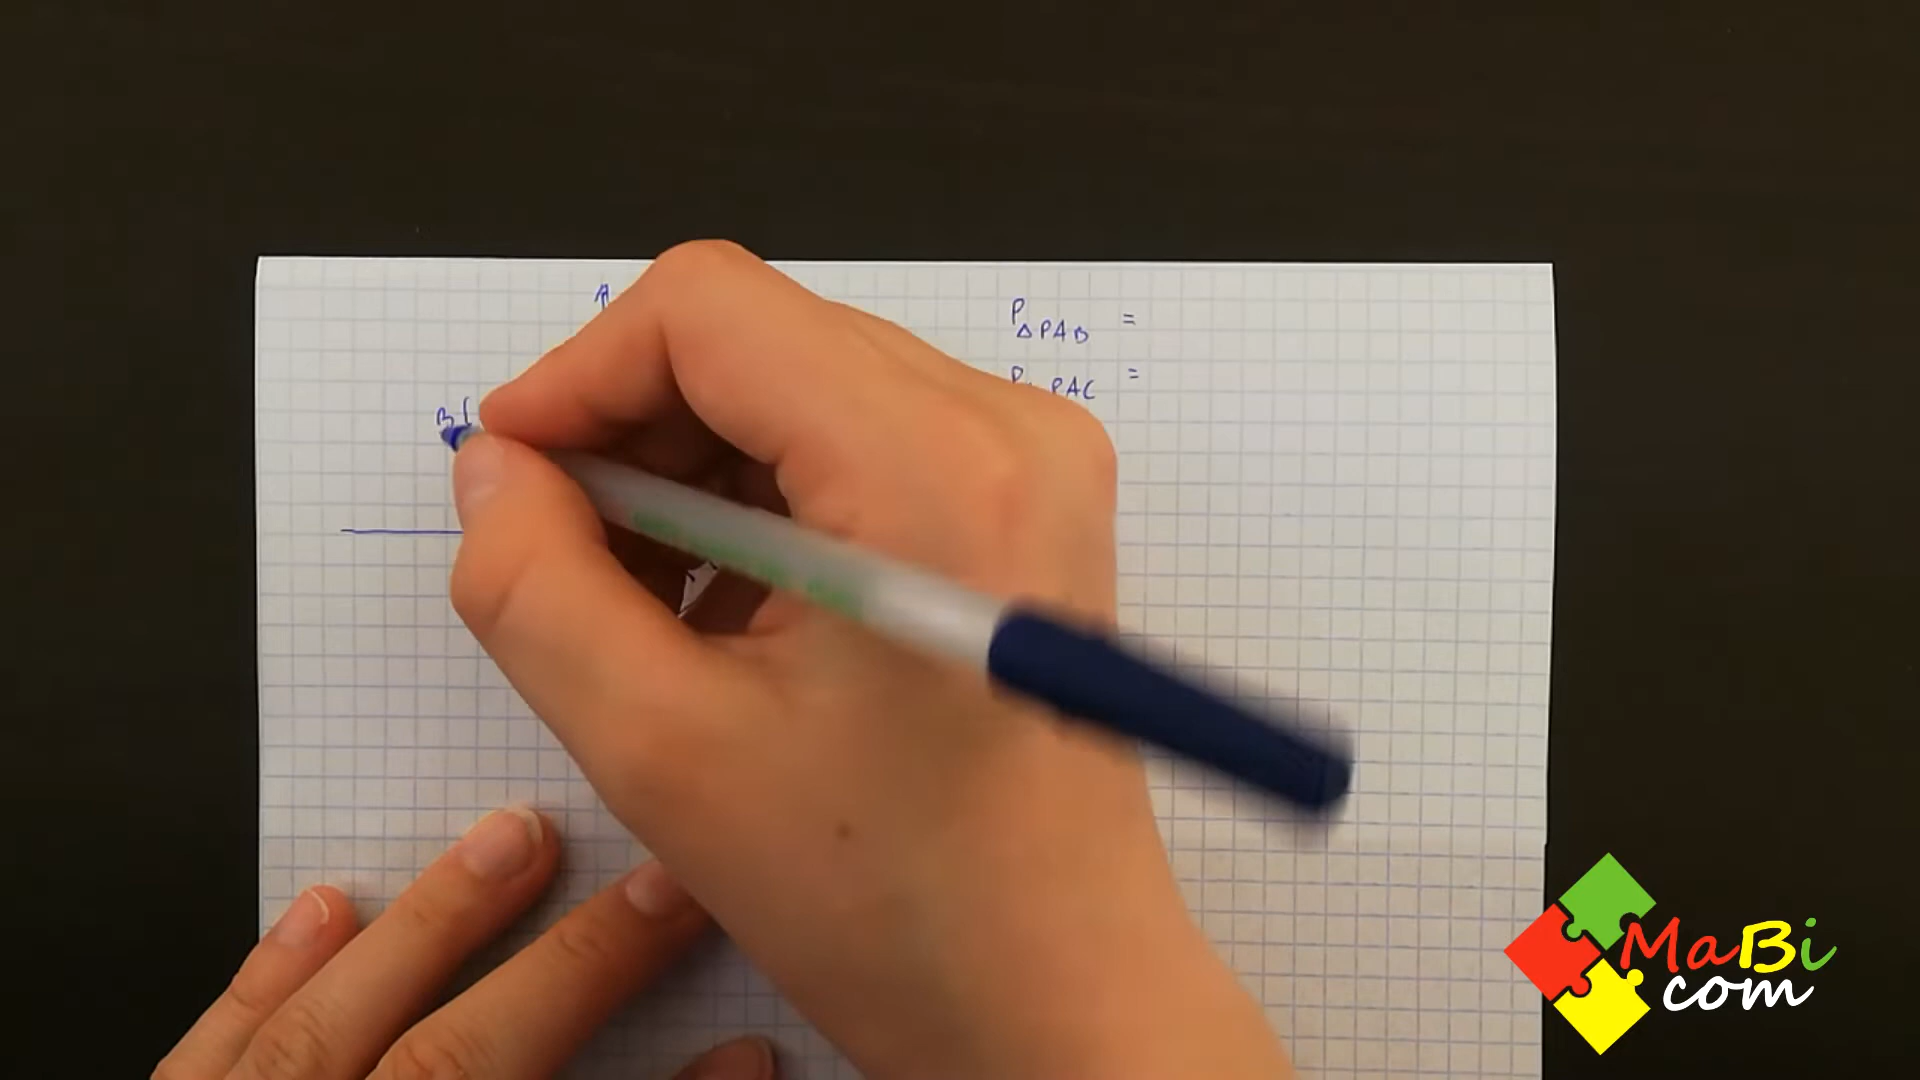 P
△PAB =
P PAC =
B(
MaBi
com